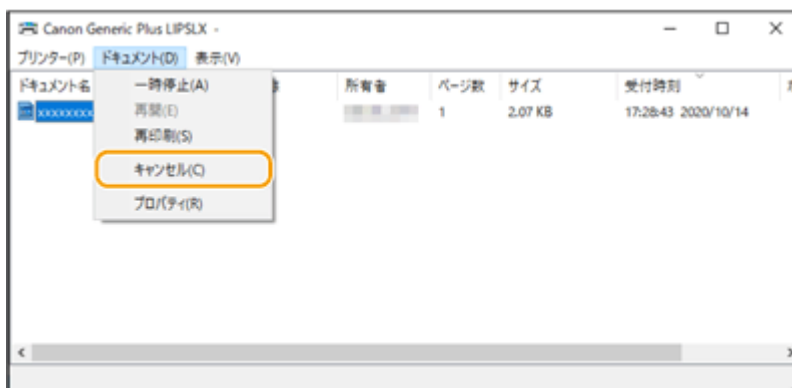 Canon Generic Plus LIPSLX -
プリンター(P) ドキュメント(D) 表示(V)
ドキュメント名 所有者 ページ数 サイズ 受付時刻
xxxxxxxx 1 2.07 KB 17:28:43 2020/10/14
一時停止(A)
再開(E)
再印刷(S)
キャンセル(C)
プロパティ(R)